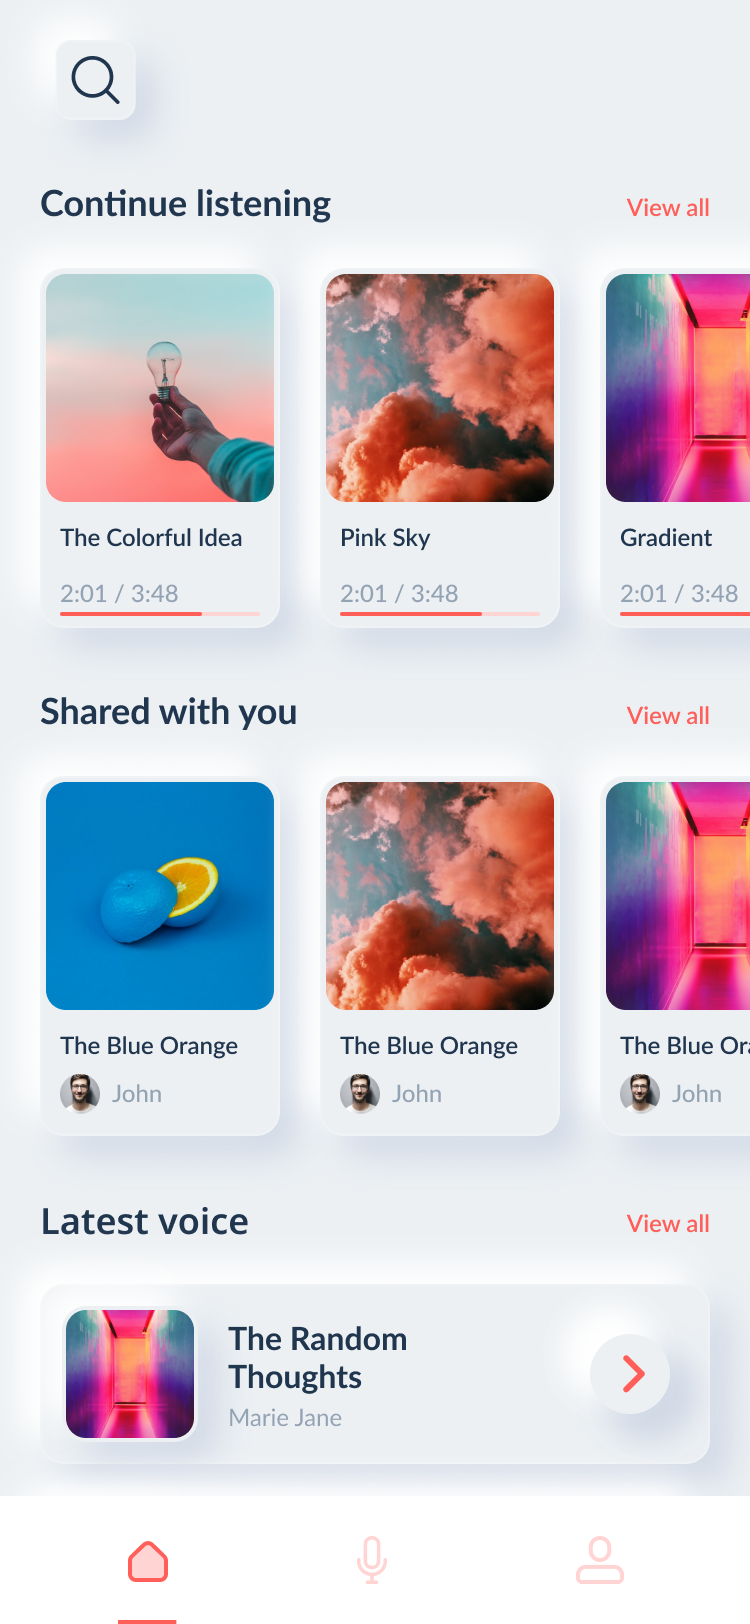 Continue listening
View all
The Colorful Idea
2:01 / 3:48
Pink Sky
2:01 / 3:48
Gradient
2:01 / 3:48
Shared with you
View all
The Blue Orange
John
The Blue Orange
John
The Blue Ora
John
Latest voice
View all
The Random
Thoughts
Marie Jane